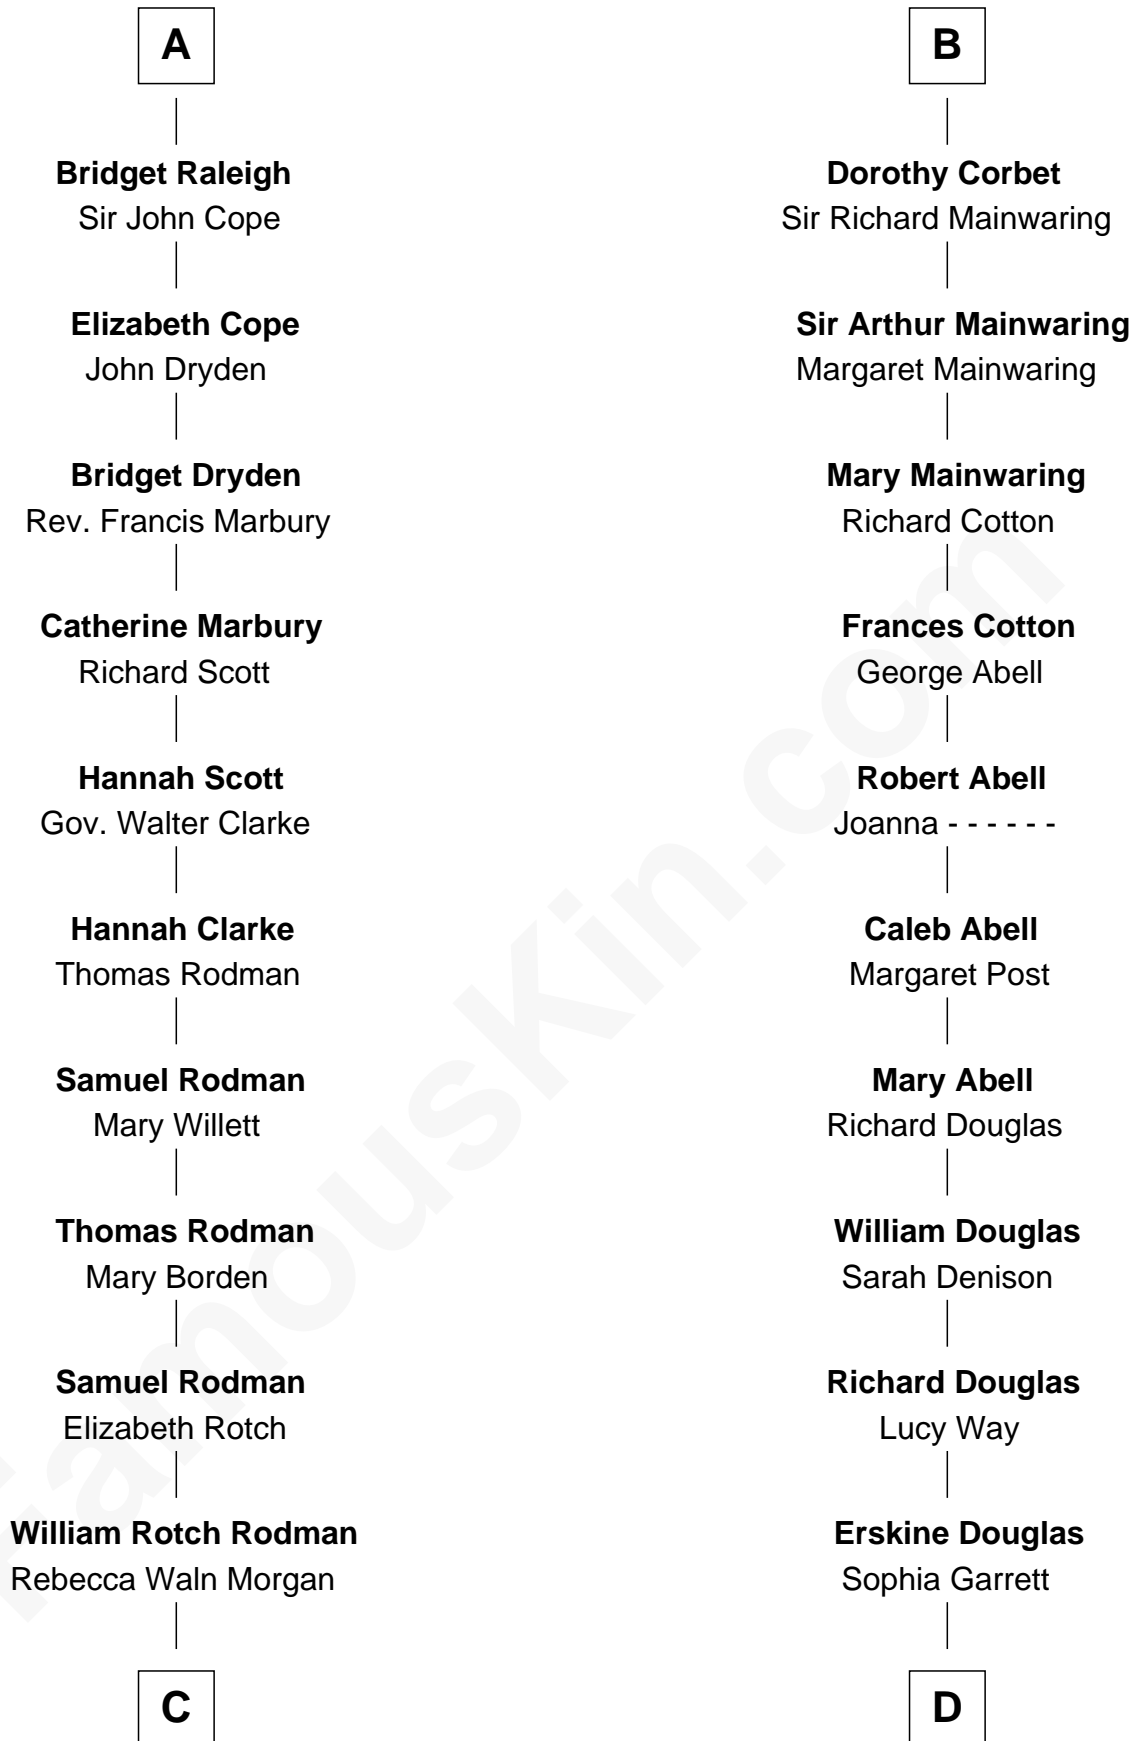 A
Bridget Raleigh
Sir John Cope
Elizabeth Cope
John Dryden
Bridget Dryden
Rev. Francis Marbury
Catherine Marbury
Richard Scott
Hannah Scott
Gov. Walter Clarke
Hannah Clarke
Thomas Rodman
Samuel Rodman
Mary Willett
Thomas Rodman
Mary Borden
Samuel Rodman
Elizabeth Rotch
William Rotch Rodman
Rebecca Waln Morgan
C
B
Dorothy Corbet
Sir Richard Mainwaring
Sir Arthur Mainwaring
Margaret Mainwaring
Mary Mainwaring
Richard Cotton
Frances Cotton
George Abell
Robert Abell
Joanna - - - - - -
Caleb Abell
Margaret Post
Mary Abell
Richard Douglas
William Douglas
Sarah Denison
Richard Douglas
Lucy Way
Erskine Douglas
Sophia Garrett
D
FamousKin.com